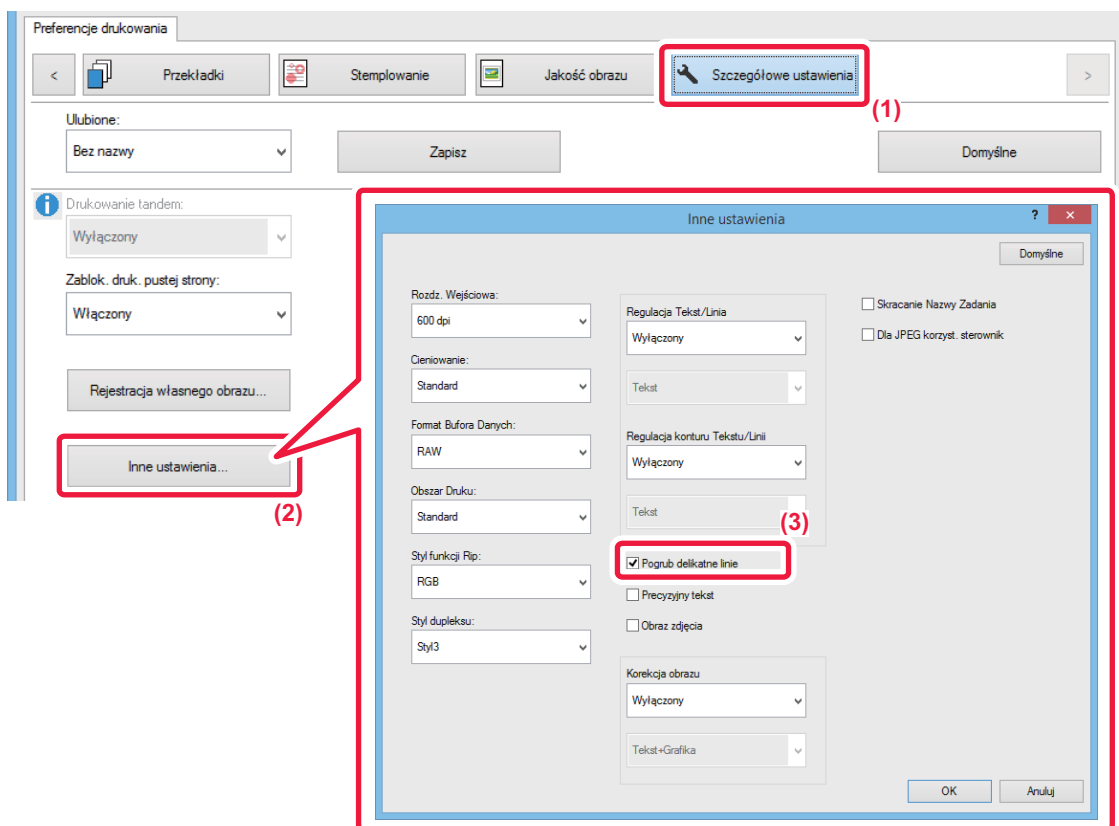 Preferencje drukowania
<
Przekładki
Stemplowanie
Jakość obrazu
Szczegółowe ustawienia
>
(1)
Ulubione:
Bez nazwy
Zapisz
Domyślne
Drukowanie tandem:
Wyłączony
Zablok. druk. pustej strony:
Włączony
Rejestracja własnego obrazu...
Inne ustawienia...
(2)
Inne ustawienia
?
×
Domyślne
Rozdz. Wejściowa:
600 dpi
Cieniowanie:
Standard
Format Bufora Danych:
RAW
Obszar Druku:
Standard
Styl funkcji Rip:
RGB
Styl dupleksu:
Styl3
Regulacja Tekst/Linia
Wyłączony
Tekst
Regulacja konturu Tekstu/Linii
Wyłączony
Tekst
(3)
Pogrub delikatne linie
Precyzyjny tekst
Obraz zdjęcia
Korekcja obrazu
Wyłączony
Tekst+Grafika
Skracanie Nazwy Zadania
Dla JPEG korzyst. sterownik
OK
Anuluj